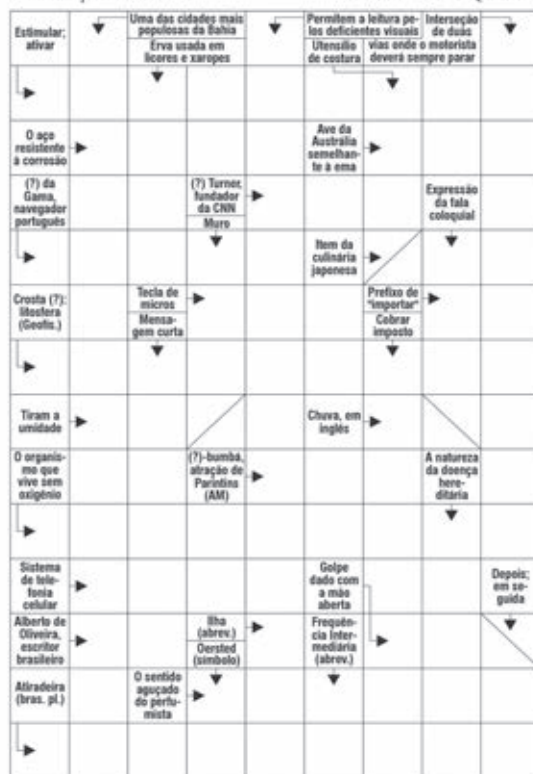 Estimular;
ativar
Uma das cidades mais
populosas da Bahia
Erva usada em
licores e xaropes
Permitem a leitura pe-
los deficientes visuais
Utensílio
de costura
Interseção
de duas
vias onde o motorista
deverá sempre parar
O aço
resistente
à corrosão
Ave da
Austrália
semelhan-
te à ema
(?) da
Gama,
navegador
português
(?) Turner,
fundador
da CNN
Muro
Expressão
da fala
coloquial
Item da
culinária
japonesa
Crosta (?):
litosfera
(Geofís.)
Tecla de
micros
Mensa-
gem curta
Prefixo de
"importar"
Cobrar
imposto
Tiram a
umidade
Chuva, em
inglês
O organis-
mo que
vive sem
oxigênio
(?)-bumbá,
atração de
Parintins
(AM)
A natureza
da doença
here-
ditária
Sistema
de tele-
fonia
celular
Golpe
dado com
a mão
aberta
Depois;
em se-
guida
Alberto de
Oliveira,
escritor
brasileiro
Ilha
(abrev.)
Oersted
(símbolo)
Frequên-
cia Inter-
mediária
(abrev.)
Atiradeira
(bras. pl.)
O sentido
aguçado
do perfu-
mista